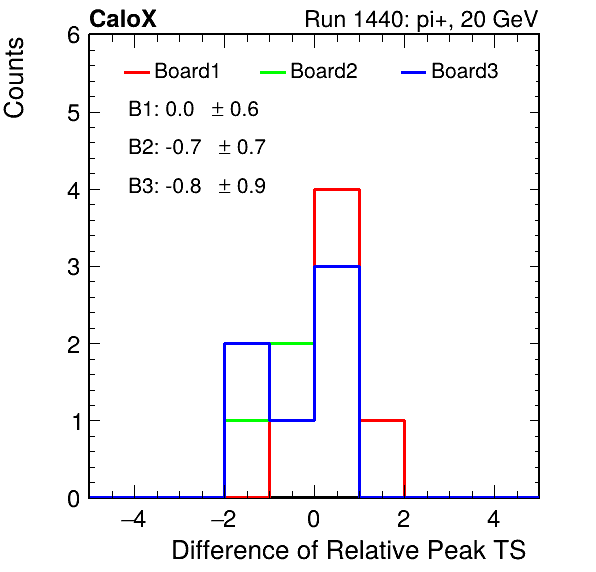 CaloX Run 1440: pi+, 20 GeV
Counts
Board1 Board2 Board3
B1: 0.0 ± 0.6
B2: -0.7 ± 0.7
B3: -0.8 ± 0.9
6
5
4
3
2
1
0
−4 −2 0 2 4
Difference of Relative Peak TS